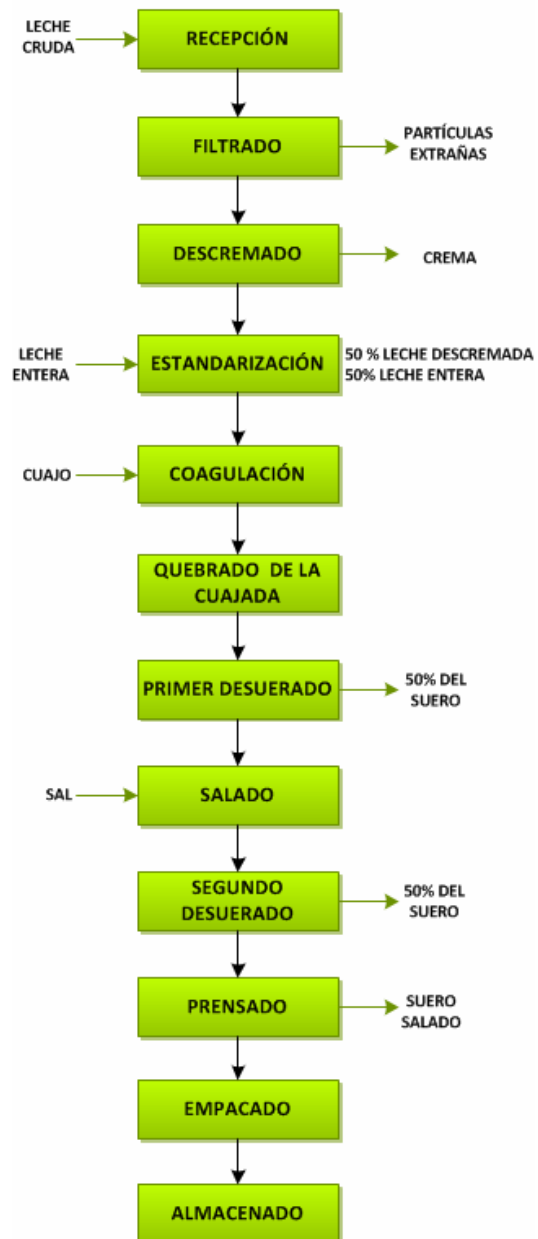 LECHE
CRUDA
RECEPCIÓN
FILTRADO
PARTÍCULAS
EXTRAÑAS
DESCREMADO
CREMA
LECHE
ENTERA
ESTANDARIZACIÓN
50 % LECHE DESCREMADA
50% LECHE ENTERA
CUAJO
COAGULACIÓN
QUEBRADO DE LA
CUAJADA
PRIMER DESUERADO
50% DEL
SUERO
SAL
SALADO
SEGUNDO
DESUERADO
50% DEL
SUERO
PRENSADO
SUERO
SALADO
EMPACADO
ALMACENADO